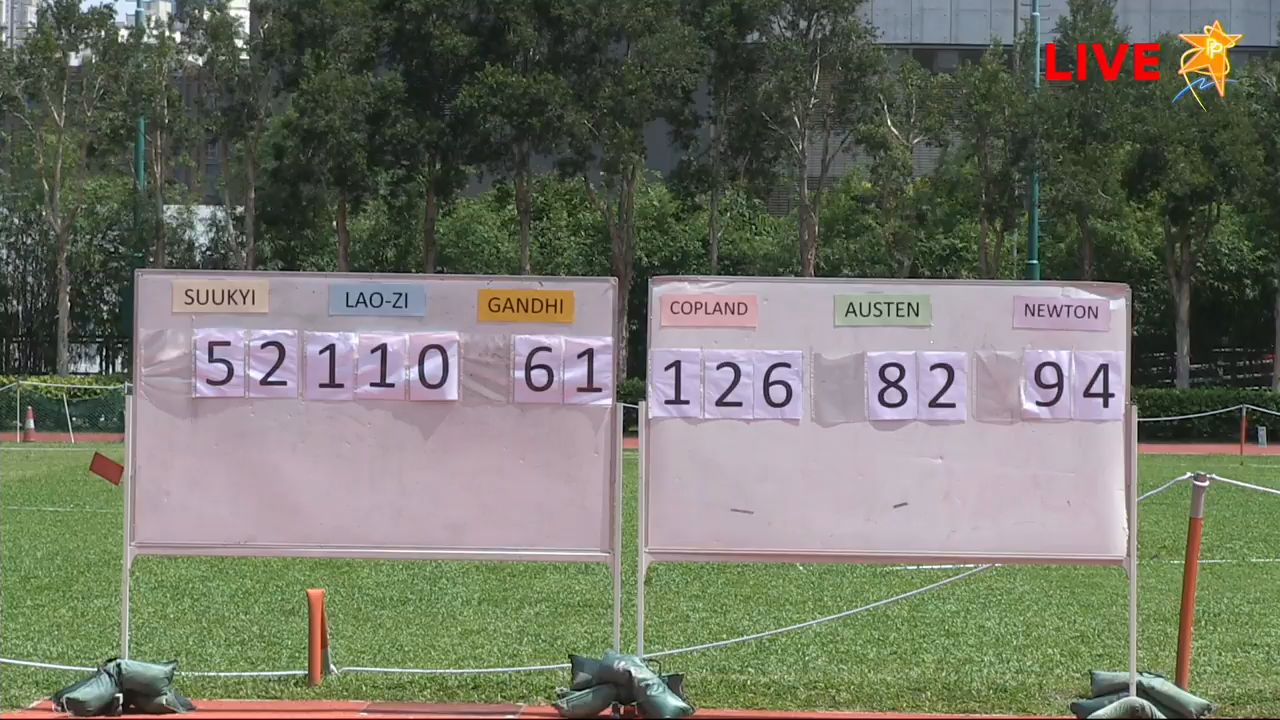 LIVE
SUUKYI LAO-ZI GANDHI
52 110 61
COPLAND AUSTEN NEWTON
126 82 94